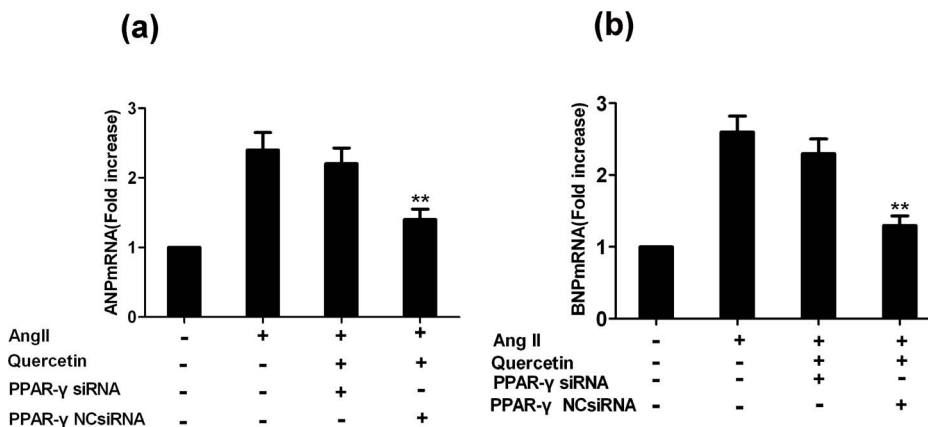 (a)
ANPmRNA(Fold increase)
3
2
1
0
**
AngII - + + +
Quercetin - - + +
PPAR-γ siRNA - - + -
PPAR-γ NCsiRNA - - - +
(b)
BNPmRNA(Fold increase)
3
2
1
0
**
Ang II - + + +
Quercetin - - + +
PPAR-γ siRNA - - + -
PPAR-γ NCsiRNA - - - +